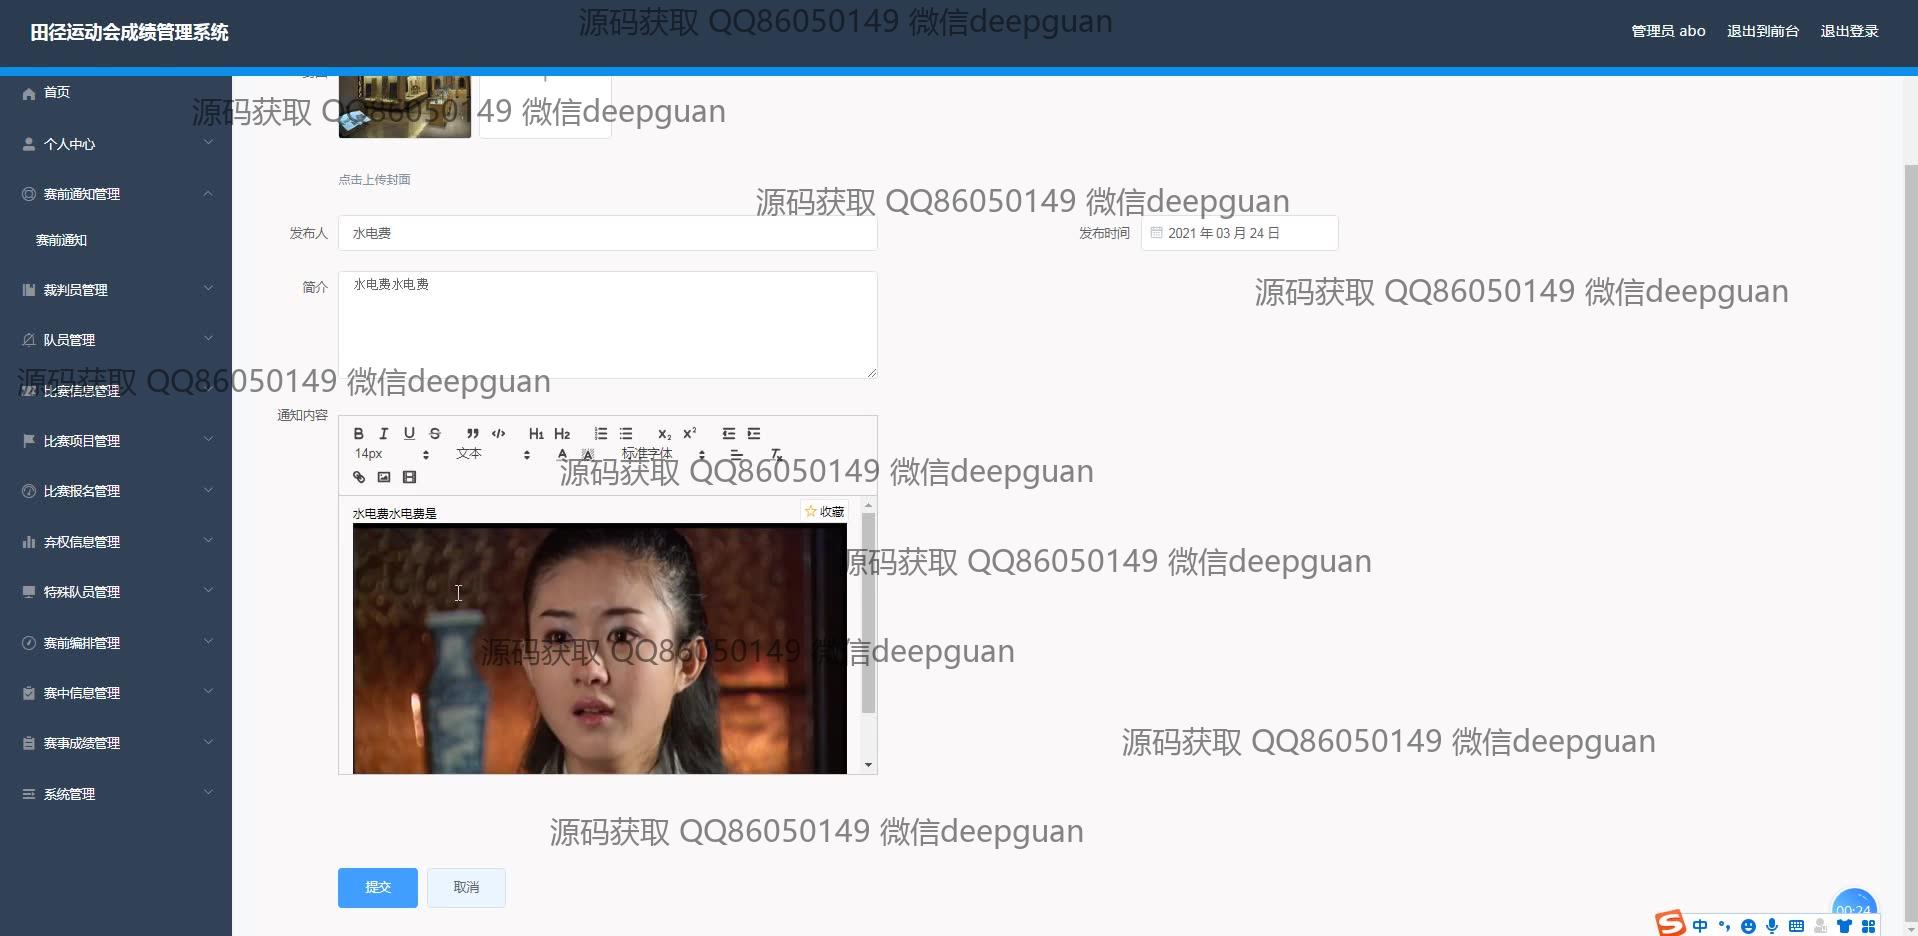 田径运动会成绩管理系统
管理员 abo
退出到前台
退出登录
源码获取 QQ86050149 微信deepguan
首页
源码获取 QQ86050149 微信deepguan
个人中心
点击上传封面
赛前通知管理
源码获取 QQ86050149 微信deepguan
发布人
水电费
发布时间
2021 年 03 月 24 日
赛前通知
简介
水电费水电费
裁判员管理
源码获取 QQ86050149 微信deepguan
队员管理
源码获取 QQ86050149 微信deepguan
比赛信息管理
通知内容
B I U S H1 H2 X2 X2
比赛项目管理
14px
文本
A A
标准字体
Tx
源码获取 QQ86050149 微信deepguan
比赛报名管理
水电费水电费是
收藏
弃权信息管理
源码获取 QQ86050149 微信deepguan
特殊队员管理
赛前编排管理
源码获取 QQ86050149 微信deepguan
赛中信息管理
赛事成绩管理
源码获取 QQ86050149 微信deepguan
系统管理
源码获取 QQ86050149 微信deepguan
提交
取消
00:24
中